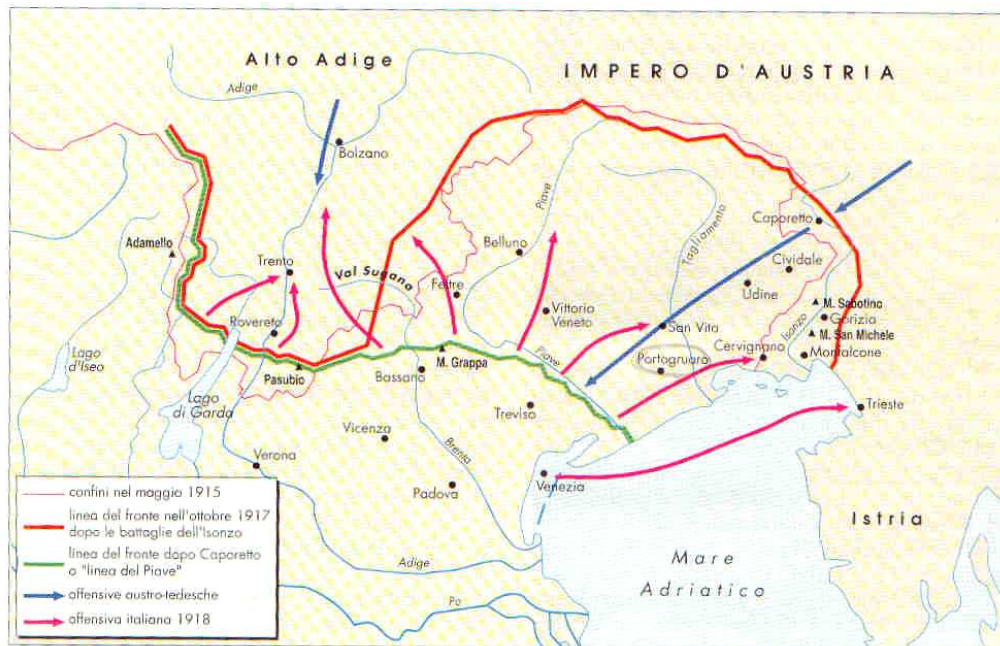 Alto Adige
IMPERO D'AUSTRIA
Adige
Bolzano
Piave
Tagliamento
Caporetto
Adamello
Belluno
Cividale
Trento
Val Sugana
Feltre
Udine
M. Sabotino
Rovereto
Vittorio
Veneto
San Vito
Isonzo
Gorizia
M. San Michele
Cervignano
Monfalcone
Lago
d'Iseo
Pasubio
M. Grappa
Piave
Portogruaro
Bassano
Lago
di Garda
Treviso
Trieste
Vicenza
Verona
Brenta
Venezia
Padova
Istria
Adige
Mare
Adriatico
Po
confini nel maggio 1915
linea del fronte nell'ottobre 1917
dopo le battaglie dell'Isonzo
linea del fronte dopo Caporetto
o "linea del Piave"
offensive austro-tedesche
offensiva italiana 1918